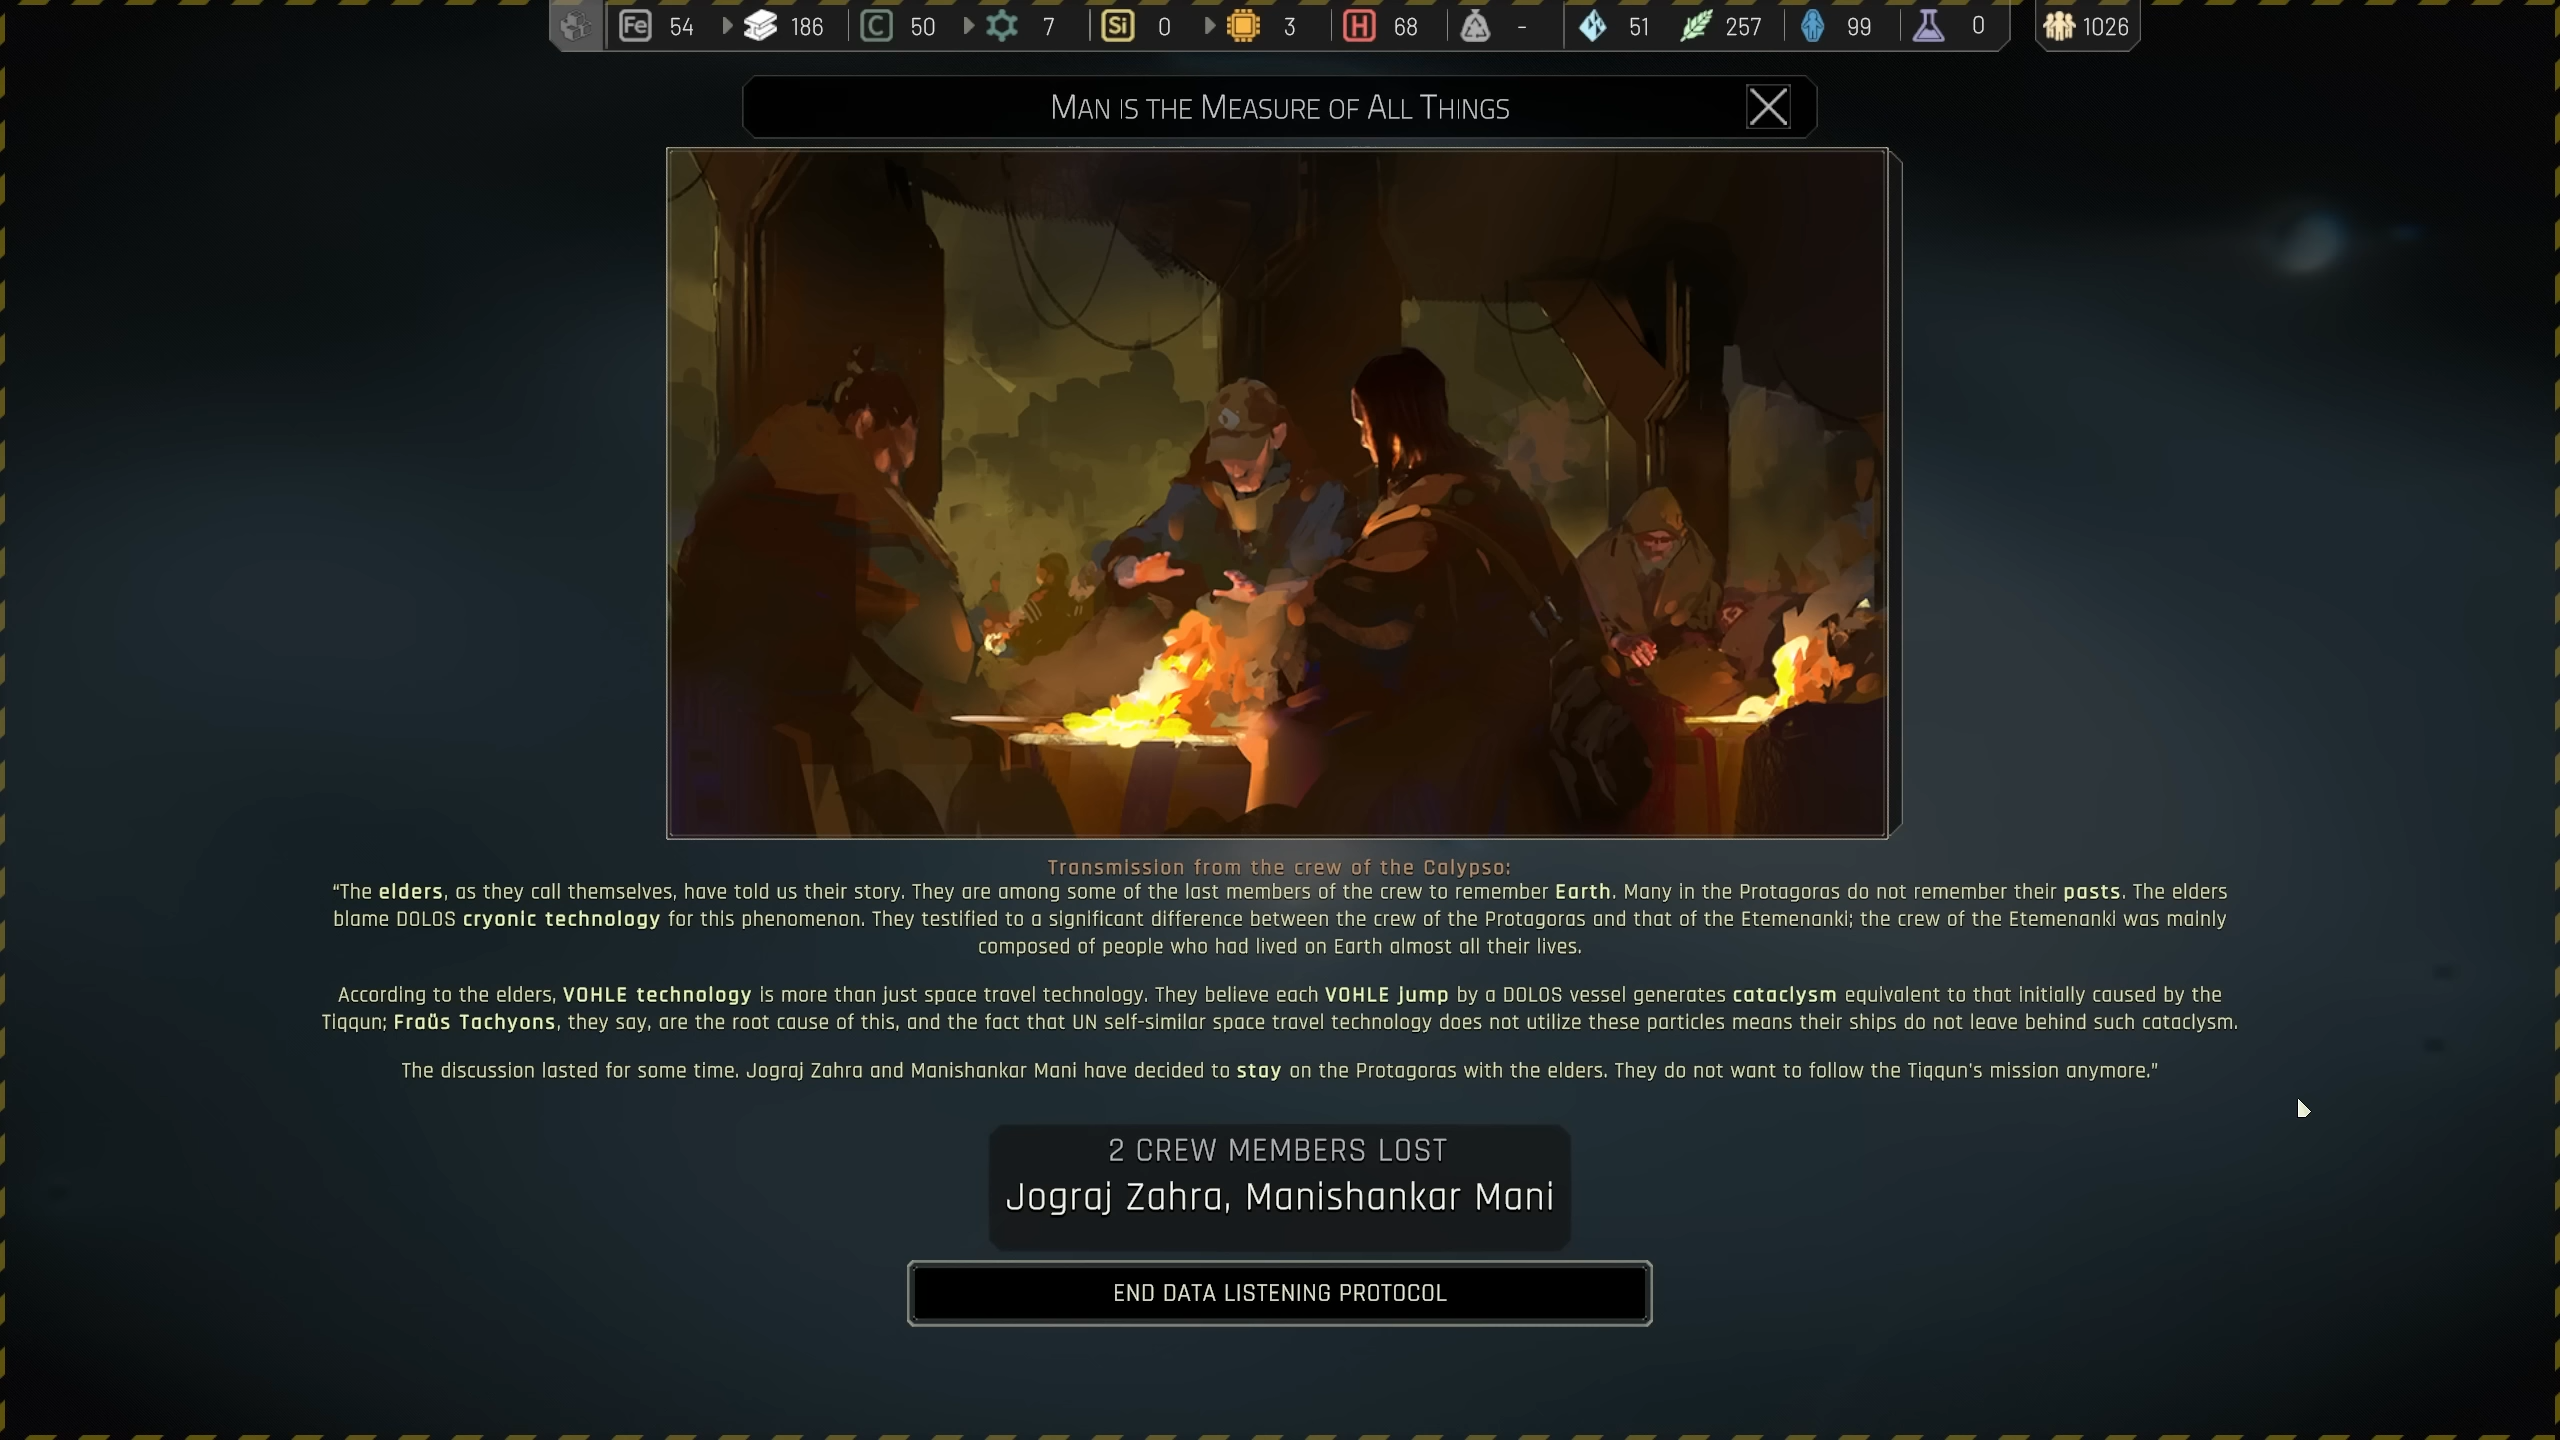 Fe 54 186 C 50 7 Si 0 3 H 68 - 51 257 99 0 1026
Man is the Measure of All Things
Transmission from the crew of the Calypso:
“The elders, as they call themselves, have told us their story. They are among some of the last members of the crew to remember Earth. Many in the Protagoras do not remember their pasts. The elders
blame DOLOS cryonic technology for this phenomenon. They testified to a significant difference between the crew of the Protagoras and that of the Etemenanki; the crew of the Etemenanki was mainly
composed of people who had lived on Earth almost all their lives.
According to the elders, VOHLE technology is more than just space travel technology. They believe each VOHLE jump by a DOLOS vessel generates cataclysm equivalent to that initially caused by the
Tiqqun; Fraüs Tachyons, they say, are the root cause of this, and the fact that UN self-similar space travel technology does not utilize these particles means their ships do not leave behind such cataclysm.
The discussion lasted for some time. Jograj Zahra and Manishankar Mani have decided to stay on the Protagoras with the elders. They do not want to follow the Tiqqun's mission anymore.”
2 CREW MEMBERS LOST
Jograj Zahra, Manishankar Mani
END DATA LISTENING PROTOCOL